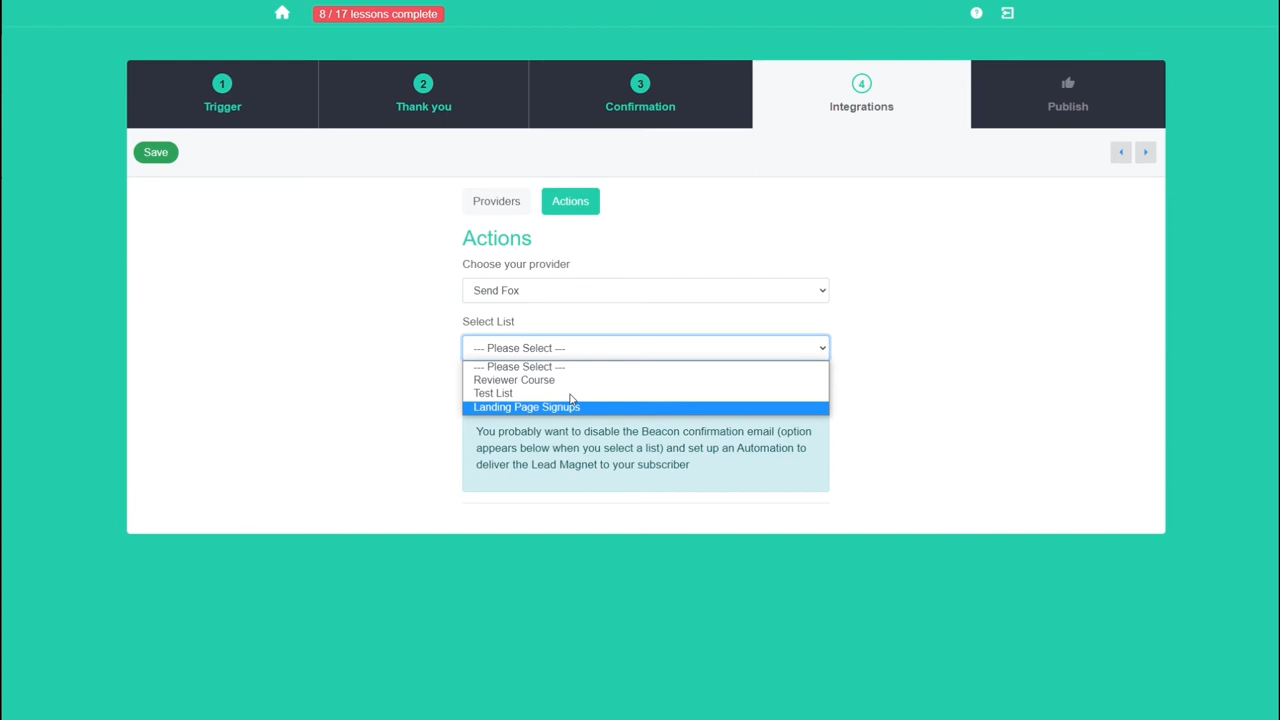 8 / 17 lessons complete
?
1
2
3
4
Trigger
Thank you
Confirmation
Integrations
Publish
Save
Providers
Actions
Actions
Choose your provider
Send Fox
Select List
--- Please Select ---
--- Please Select ---
Reviewer Course
Test List
Landing Page Signups
You probably want to disable the Beacon confirmation email (option
appears below when you select a list) and set up an Automation to
deliver the Lead Magnet to your subscriber